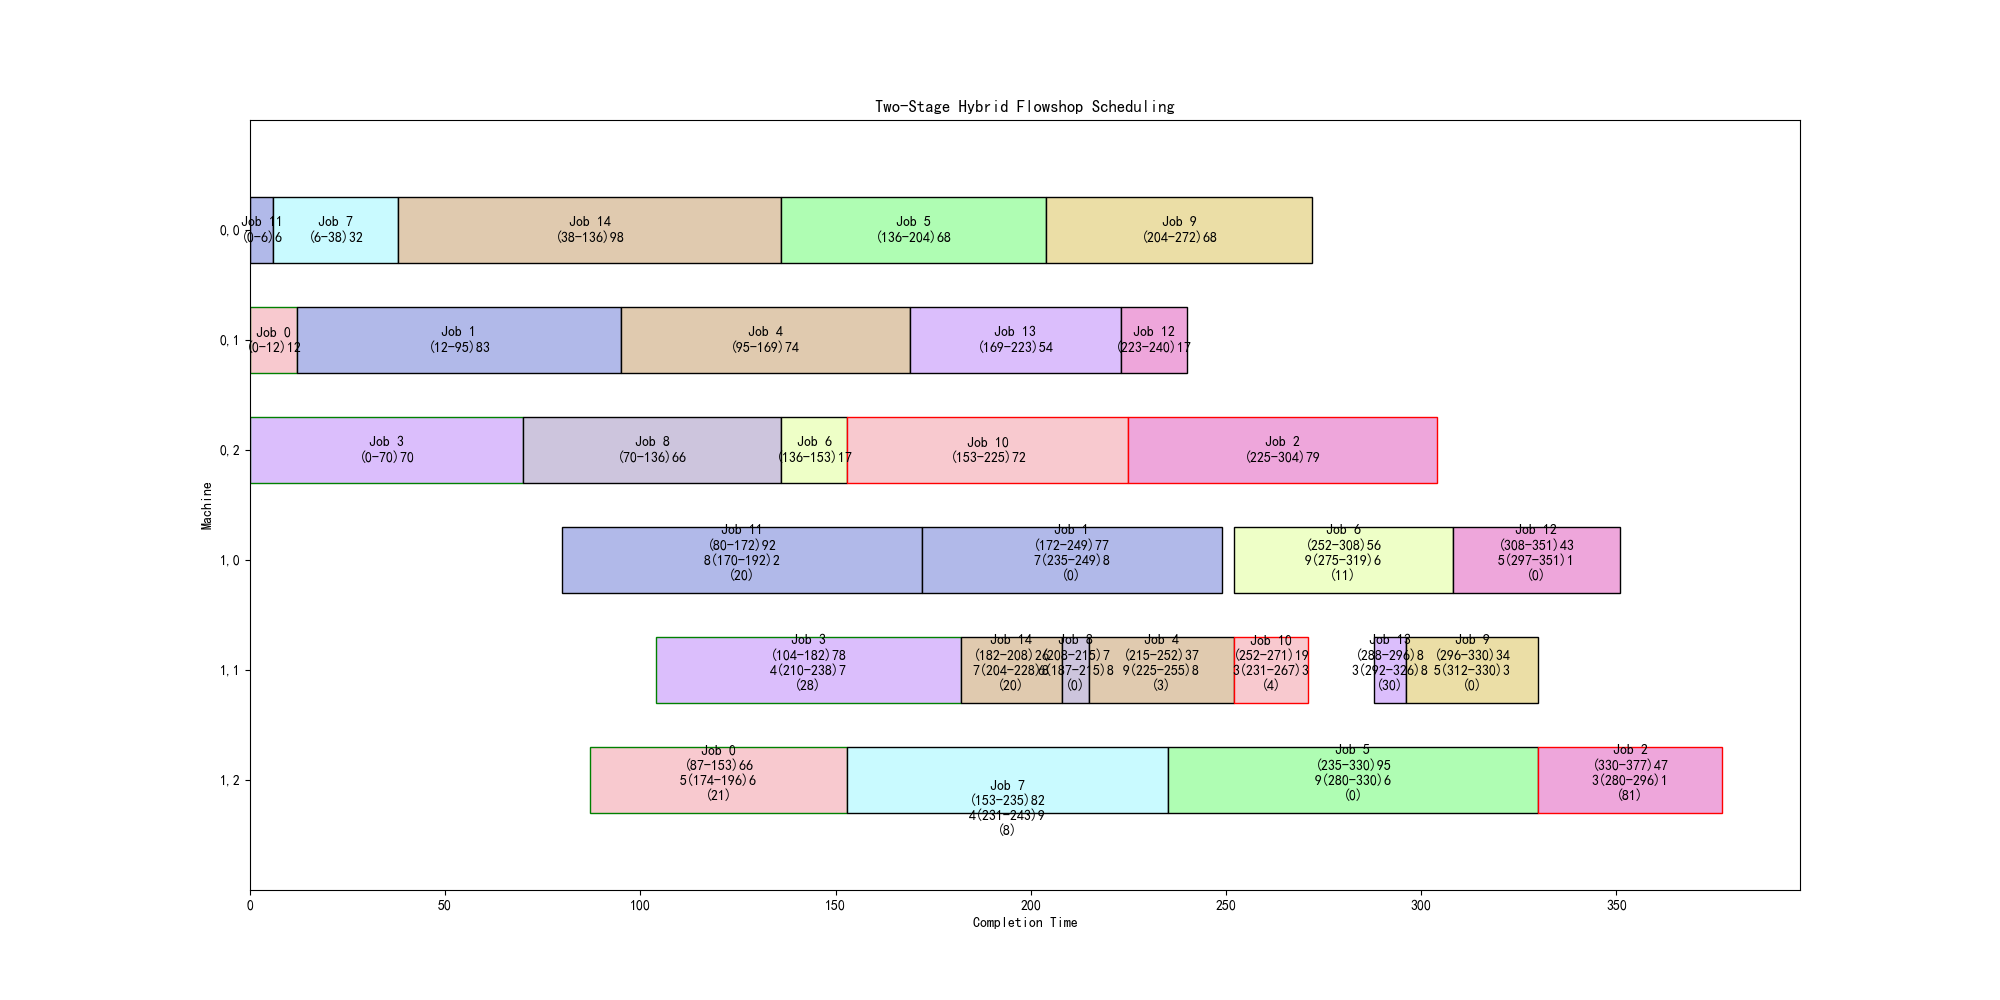 Two-Stage Hybrid Flowshop Scheduling
Machine
0,0
Job 11
(0-6)6
Job 7
(6-38)32
Job 14
(38-136)98
Job 5
(136-204)68
Job 9
(204-272)68
0,1
Job 0
(0-12)12
Job 1
(12-95)83
Job 4
(95-169)74
Job 13
(169-223)54
Job 12
(223-240)17
0,2
Job 3
(0-70)70
Job 8
(70-136)66
Job 6
(136-153)17
Job 10
(153-225)72
Job 2
(225-304)79
1,0
Job 11
(80-172)92
8(170-192)2
(20)
Job 1
(172-249)77
7(235-249)8
(0)
Job 6
(252-308)56
9(275-319)6
(11)
Job 12
(308-351)43
5(297-351)1
(0)
1,1
Job 3
(104-182)78
4(210-238)7
(28)
Job 14
(182-208)26
7(204-228)8
(20)
Job 8
(208-215)7
(187-215)8
(0)
Job 4
(215-252)37
9(225-255)8
(3)
Job 10
(252-271)19
3(231-267)3
(4)
Job 13
(288-296)8
3(292-326)8
(30)
Job 9
(296-330)34
5(312-330)3
(0)
1,2
Job 0
(87-153)66
5(174-196)6
(21)
Job 7
(153-235)82
4(231-243)9
(8)
Job 5
(235-330)95
9(280-330)6
(0)
Job 2
(330-377)47
3(280-296)1
(81)
0
50
100
150
200
250
300
350
Completion Time